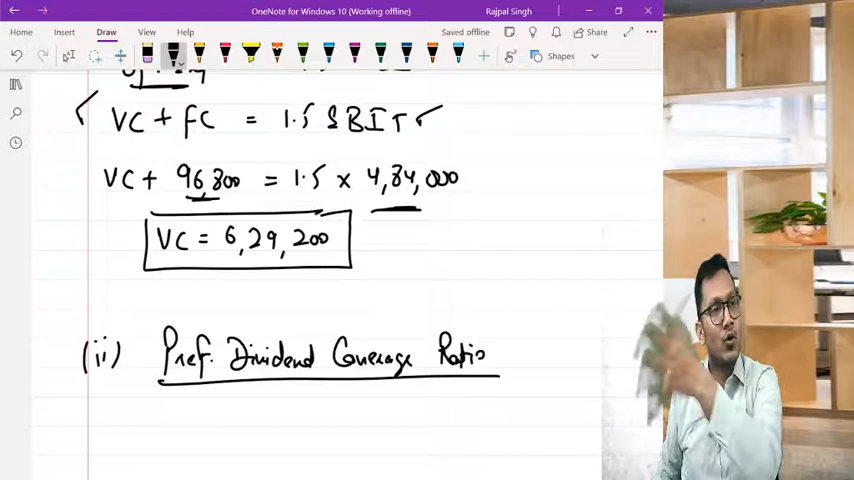 OneNote for Windows 10 (Working offline)
Rajpal Singh
Home Insert Draw View Help
Saved offline
Share
Shapes
VC + FC = 1.5 EBIT
VC + 96,800 = 1.5 x 4,84,000
VC = 6,29,200
(ii) Pref. Dividend Coverage Ratio